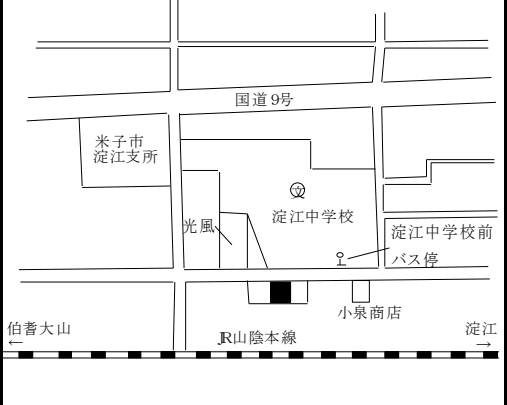 国道9号
米子市
淀江支所
文
淀江中学校
光風
淀江中学校前
バス停
小泉商店
伯耆大山
←
JR山陰本線
淀江
→